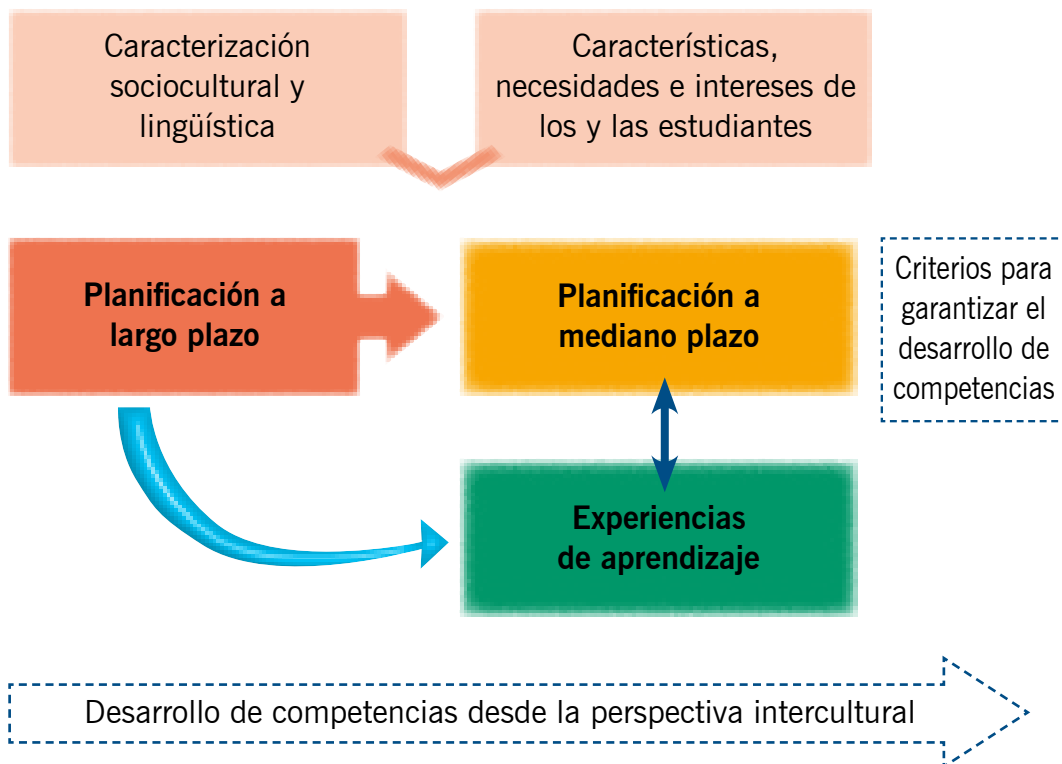 Caracterización
sociocultural y
lingüística
Características,
necesidades e intereses de
los y las estudiantes
Planificación a
largo plazo
Planificación a
mediano plazo
Criterios para
garantizar el
desarrollo de
competencias
Experiencias
de aprendizaje
Desarrollo de competencias desde la perspectiva intercultural